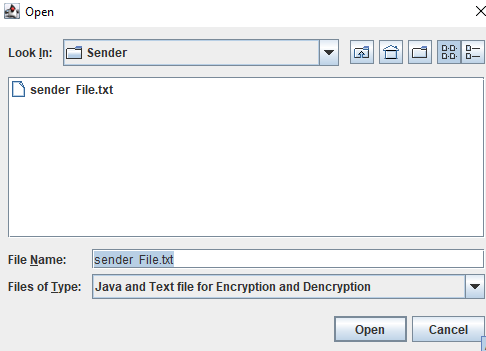 Open
Look In: Sender
sender File.txt
File Name: sender File.txt
Files of Type: Java and Text file for Encryption and Dencryption
Open Cancel